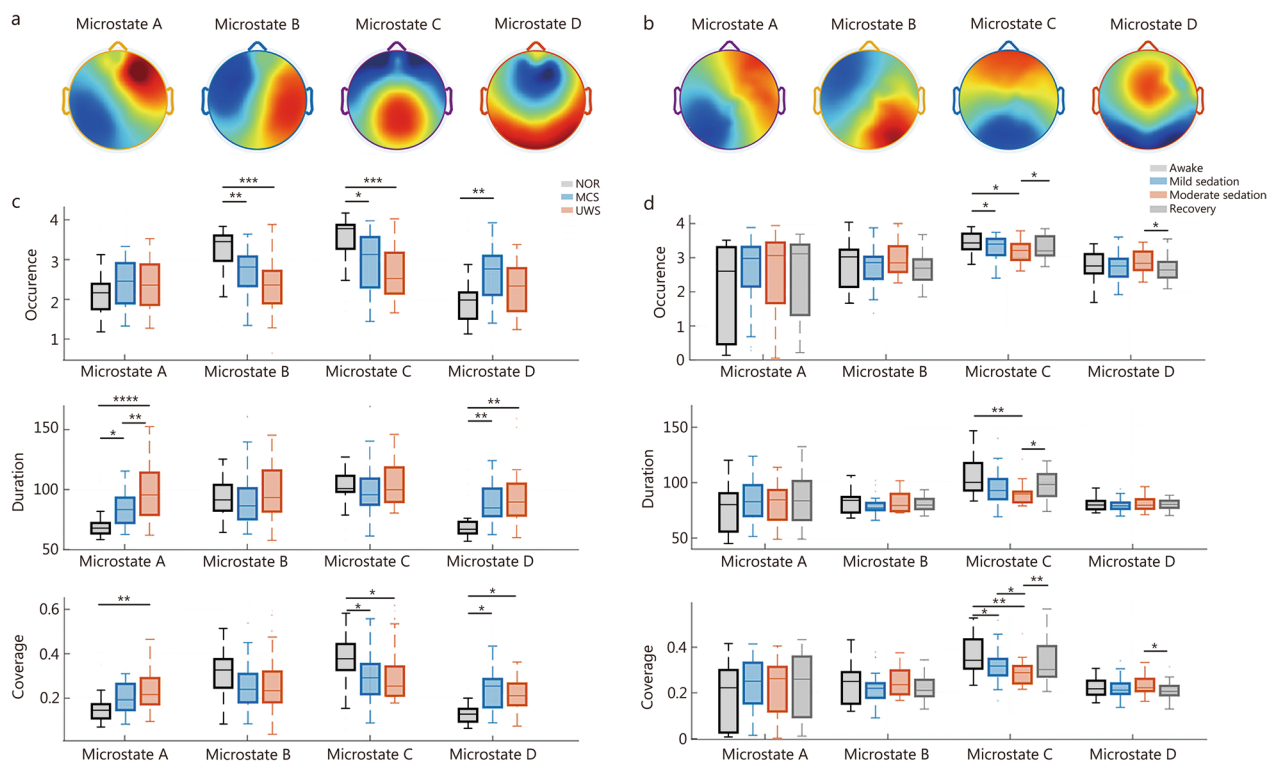 a
Microstate A Microstate B Microstate C Microstate D
b
Microstate A Microstate B Microstate C Microstate D
c
NOR
MCS
UWS
Occurence
4
3
2
1
*** ** *** * **
Microstate A Microstate B Microstate C Microstate D
Duration
150
100
50
**** * ** ** **
Microstate A Microstate B Microstate C Microstate D
Coverage
0.6
0.4
0.2
** * * * *
Microstate A Microstate B Microstate C Microstate D
d
Awake
Mild sedation
Moderate sedation
Recovery
Occurence
4
3
2
1
0
* * * *
Microstate A Microstate B Microstate C Microstate D
Duration
150
100
50
** *
Microstate A Microstate B Microstate C Microstate D
Coverage
0.4
0.2
0
** * ** * *
Microstate A Microstate B Microstate C Microstate D